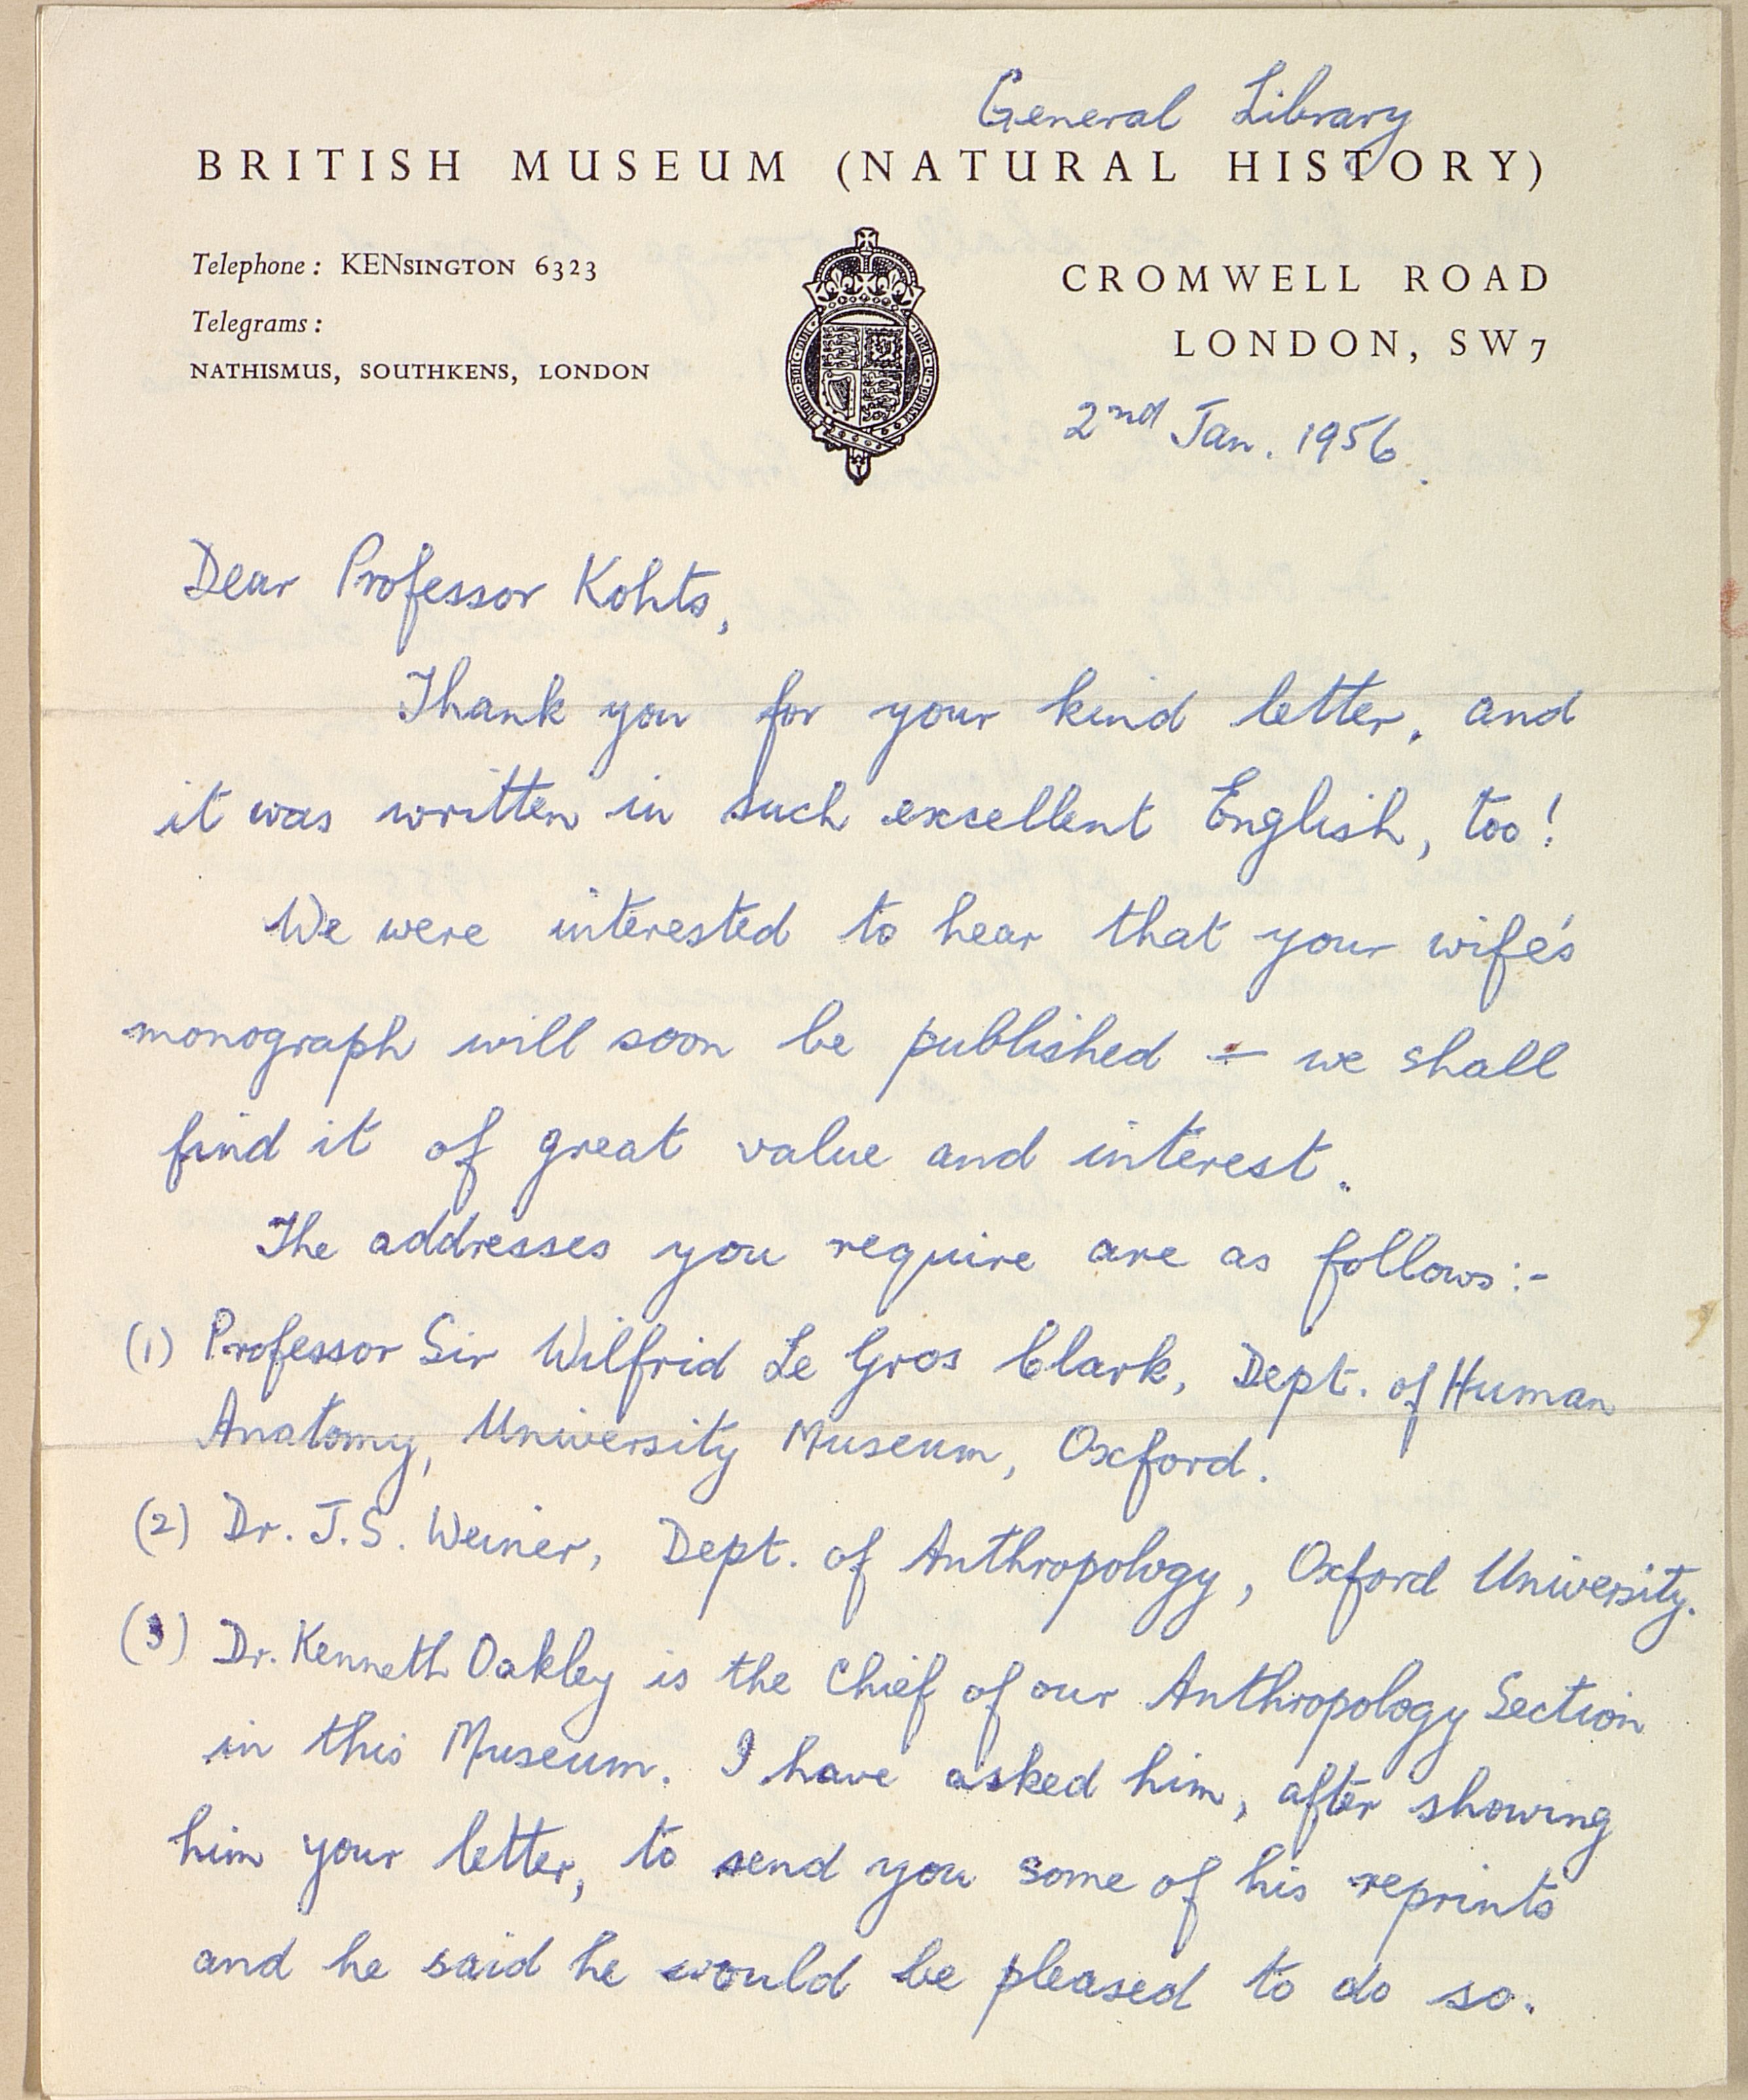 General Library
BRITISH MUSEUM (NATURAL HISTORY)
Telephone: KENSINGTON 6323
Telegrams:
NATHISMUS, SOUTHKENS, LONDON
CROMWELL ROAD
LONDON, SW7
2nd Jan. 1956.
Dear Professor Kohts,
Thank you for your kind letter, and
it was written in such excellent English, too!
We were interested to hear that your wife's
monograph will soon be published - we shall
find it of great value and interest.
The addresses you require are as follows:-
(1) Professor Sir Wilfrid Le Gros Clark, Dept. of Human
Anatomy, University Museum, Oxford.
(2) Dr. J.S. Weiner, Dept. of Anthropology, Oxford University.
(3) Dr. Kenneth Oakley is the Chief of our Anthropology Section
in this Museum. I have asked him, after showing
him your letter, to send you some of his reprints
and he said he would be pleased to do so.